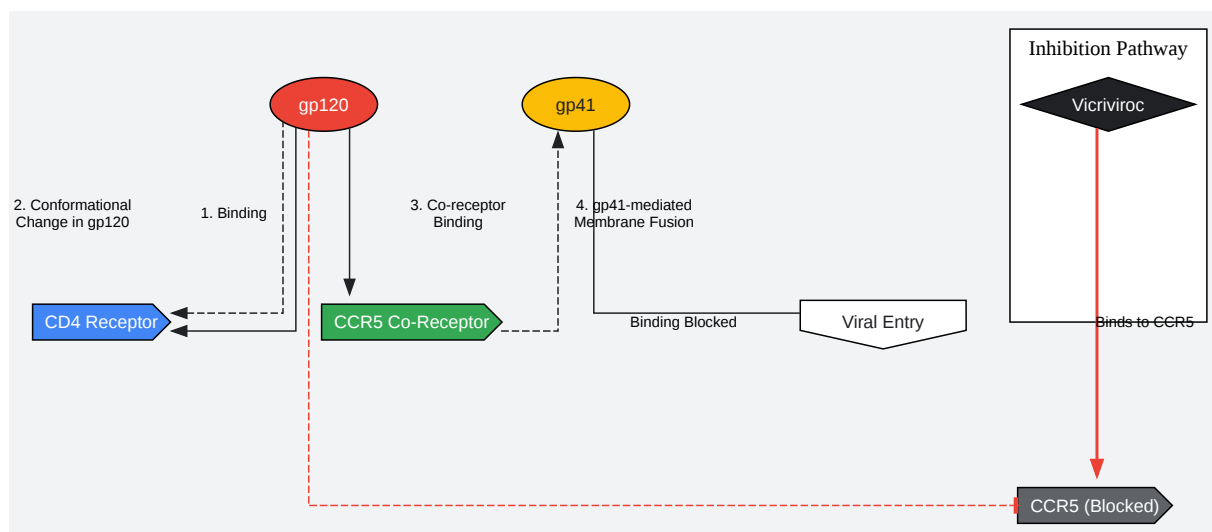 Inhibition Pathway
gp120
gp41
Vicriviroc
2. Conformational
Change in gp120
1. Binding
3. Co-receptor
Binding
4. gp41-mediated
Membrane Fusion
CD4 Receptor
CCR5 Co-Receptor
Binding Blocked
Viral Entry
Binds to CCR5
CCR5 (Blocked)